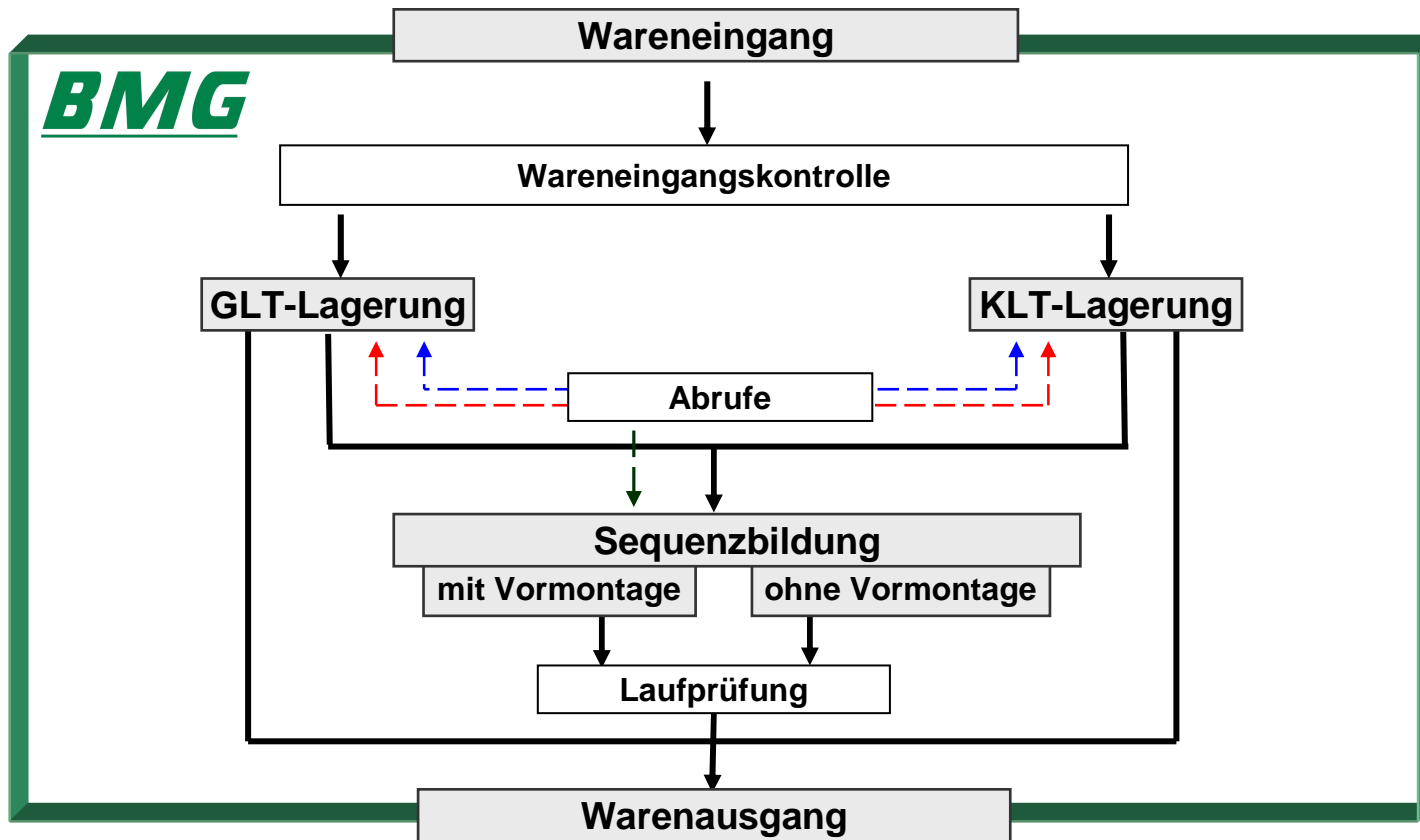 Wareneingang
BMG
Wareneingangskontrolle
GLT-Lagerung
KLT-Lagerung
Abrufe
Sequenzbildung
mit Vormontage
ohne Vormontage
Laufprüfung
Warenausgang